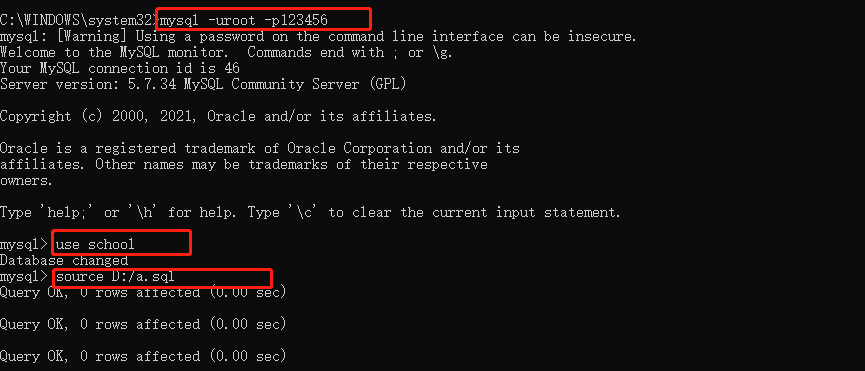 C:\WINDOWS\system32>mysql -uroot -p123456
mysql: [Warning] Using a password on the command line interface can be insecure.
Welcome to the MySQL monitor.  Commands end with ; or \g.
Your MySQL connection id is 46
Server version: 5.7.34 MySQL Community Server (GPL)
Copyright (c) 2000, 2021, Oracle and/or its affiliates.
Oracle is a registered trademark of Oracle Corporation and/or its
affiliates. Other names may be trademarks of their respective
owners.
Type 'help;' or '\h' for help. Type '\c' to clear the current input statement.
mysql> use school
Database changed
mysql> source D:/a.sql
Query OK, 0 rows affected (0.00 sec)
Query OK, 0 rows affected (0.00 sec)
Query OK, 0 rows affected (0.00 sec)